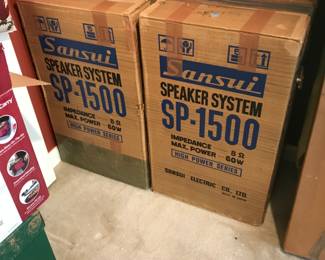 Sansui
SPEAKER SYSTEM
SP-1500
IMPEDANCE 8Ω
MAX. POWER 60W
HIGH POWER SERIES
Sansui
SPEAKER SYSTEM
SP-1500
IMPEDANCE 8Ω
MAX. POWER 60W
HIGH POWER SERIES
SANSUI ELECTRIC CO., LTD.